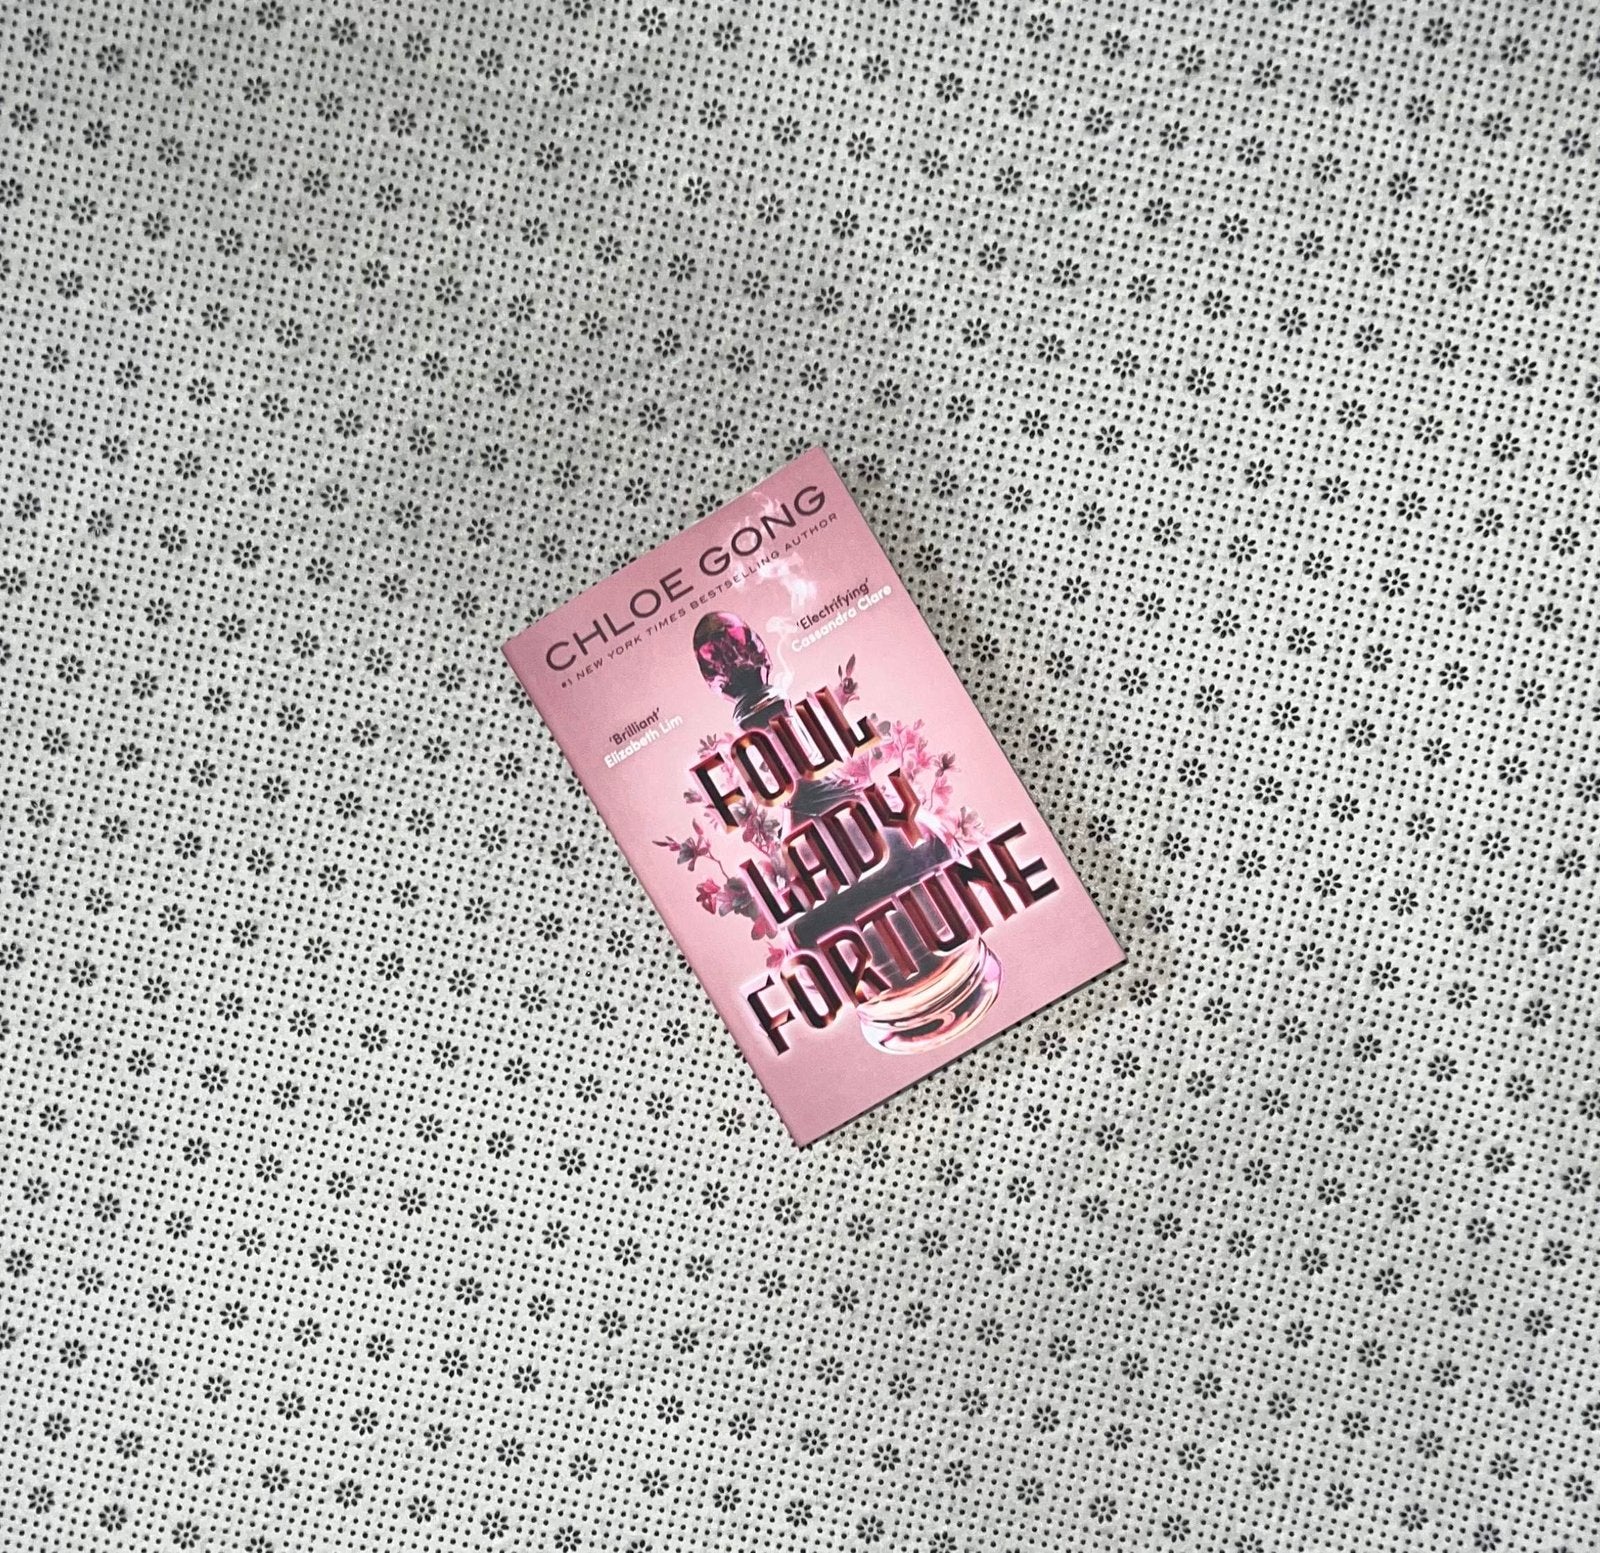 CHLOE GONG
#1 NEW YORK TIMES BESTSELLING AUTHOR
'Electrifying'
Cassandra Clare
'Brilliant'
Elizabeth Lim
FOUL
LADY
FORTUNE